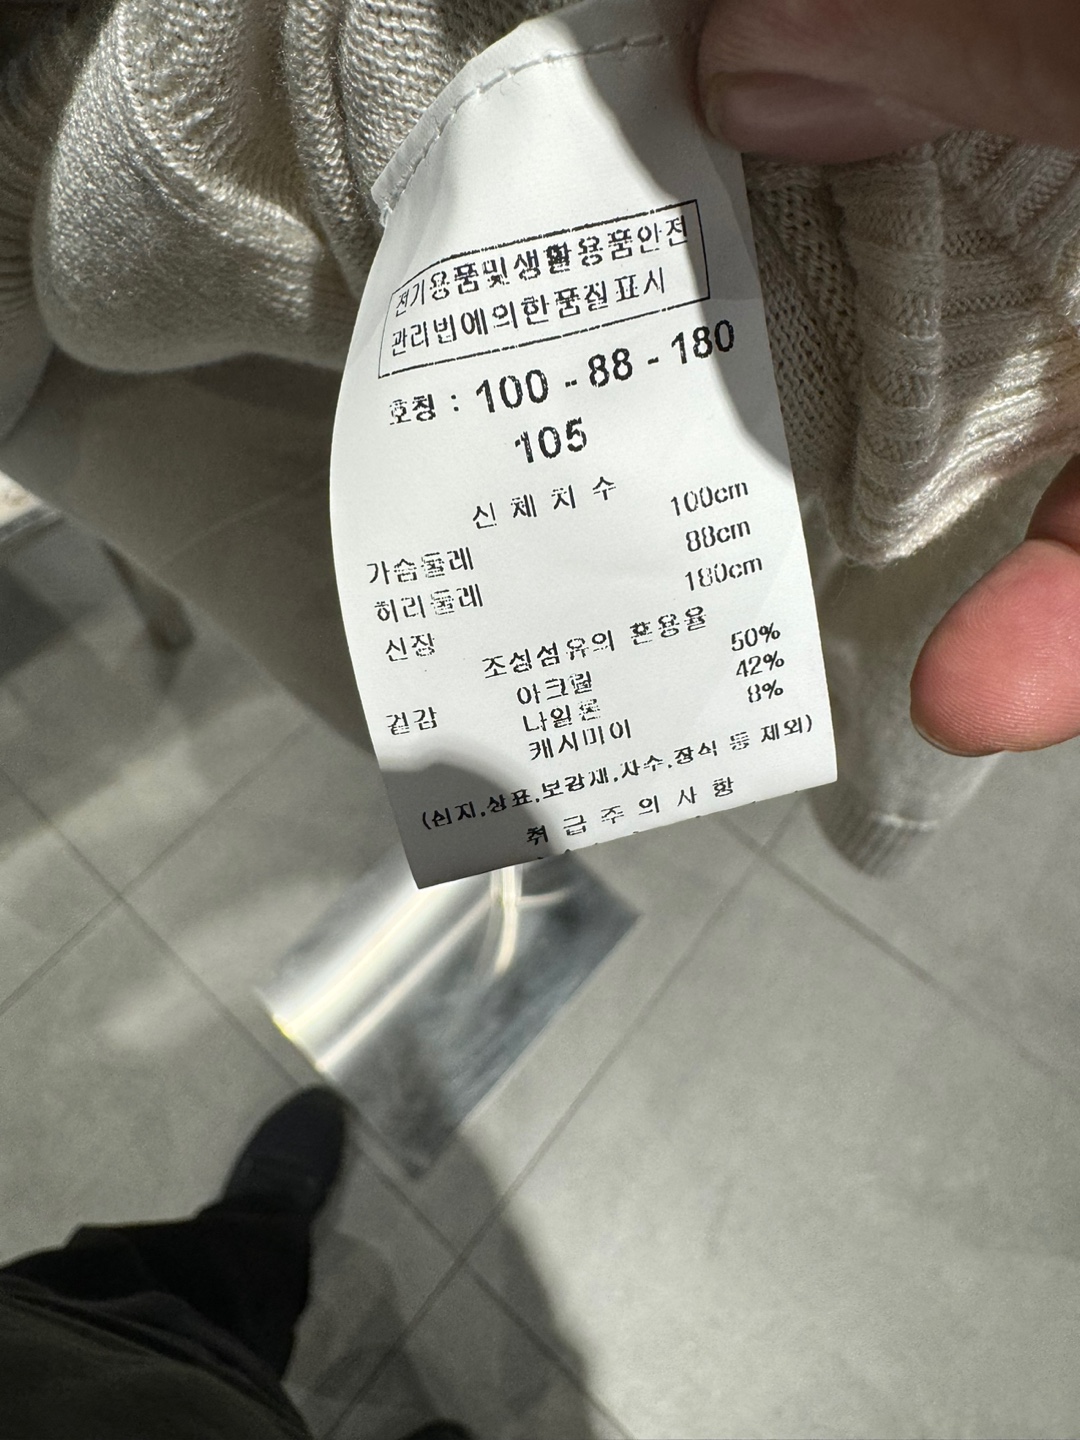 전기용품및생활용품안전
관리법에의한품질표시
호칭 : 100 - 88 - 180
105
신 체 치 수
가슴둘레 100cm
허리둘레 88cm
신장 180cm
조성섬유의 혼용율
겉감 아크릴 50%
나일론 42%
캐시미어 8%
(심지,상표,보강재,자수,장식 등 제외)
취 급 주 의 사 항